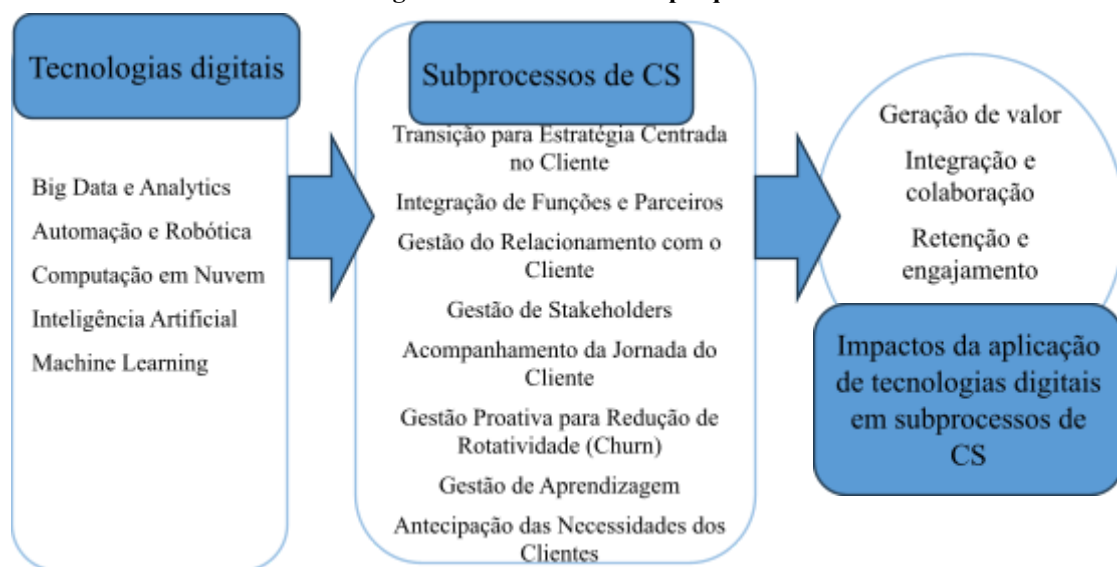 Tecnologias digitais
Big Data e Analytics
Automação e Robótica
Computação em Nuvem
Inteligência Artificial
Machine Learning
Subprocessos de CS
Transição para Estratégia Centrada
no Cliente
Integração de Funções e Parceiros
Gestão do Relacionamento com o
Cliente
Gestão de Stakeholders
Acompanhamento da Jornada do
Cliente
Gestão Proativa para Redução de
Rotatividade (Churn)
Gestão de Aprendizagem
Antecipação das Necessidades dos
Clientes
Geração de valor
Integração e
colaboração
Retenção e
engajamento
Impactos da aplicação
de tecnologias digitais
em subprocessos de
CS